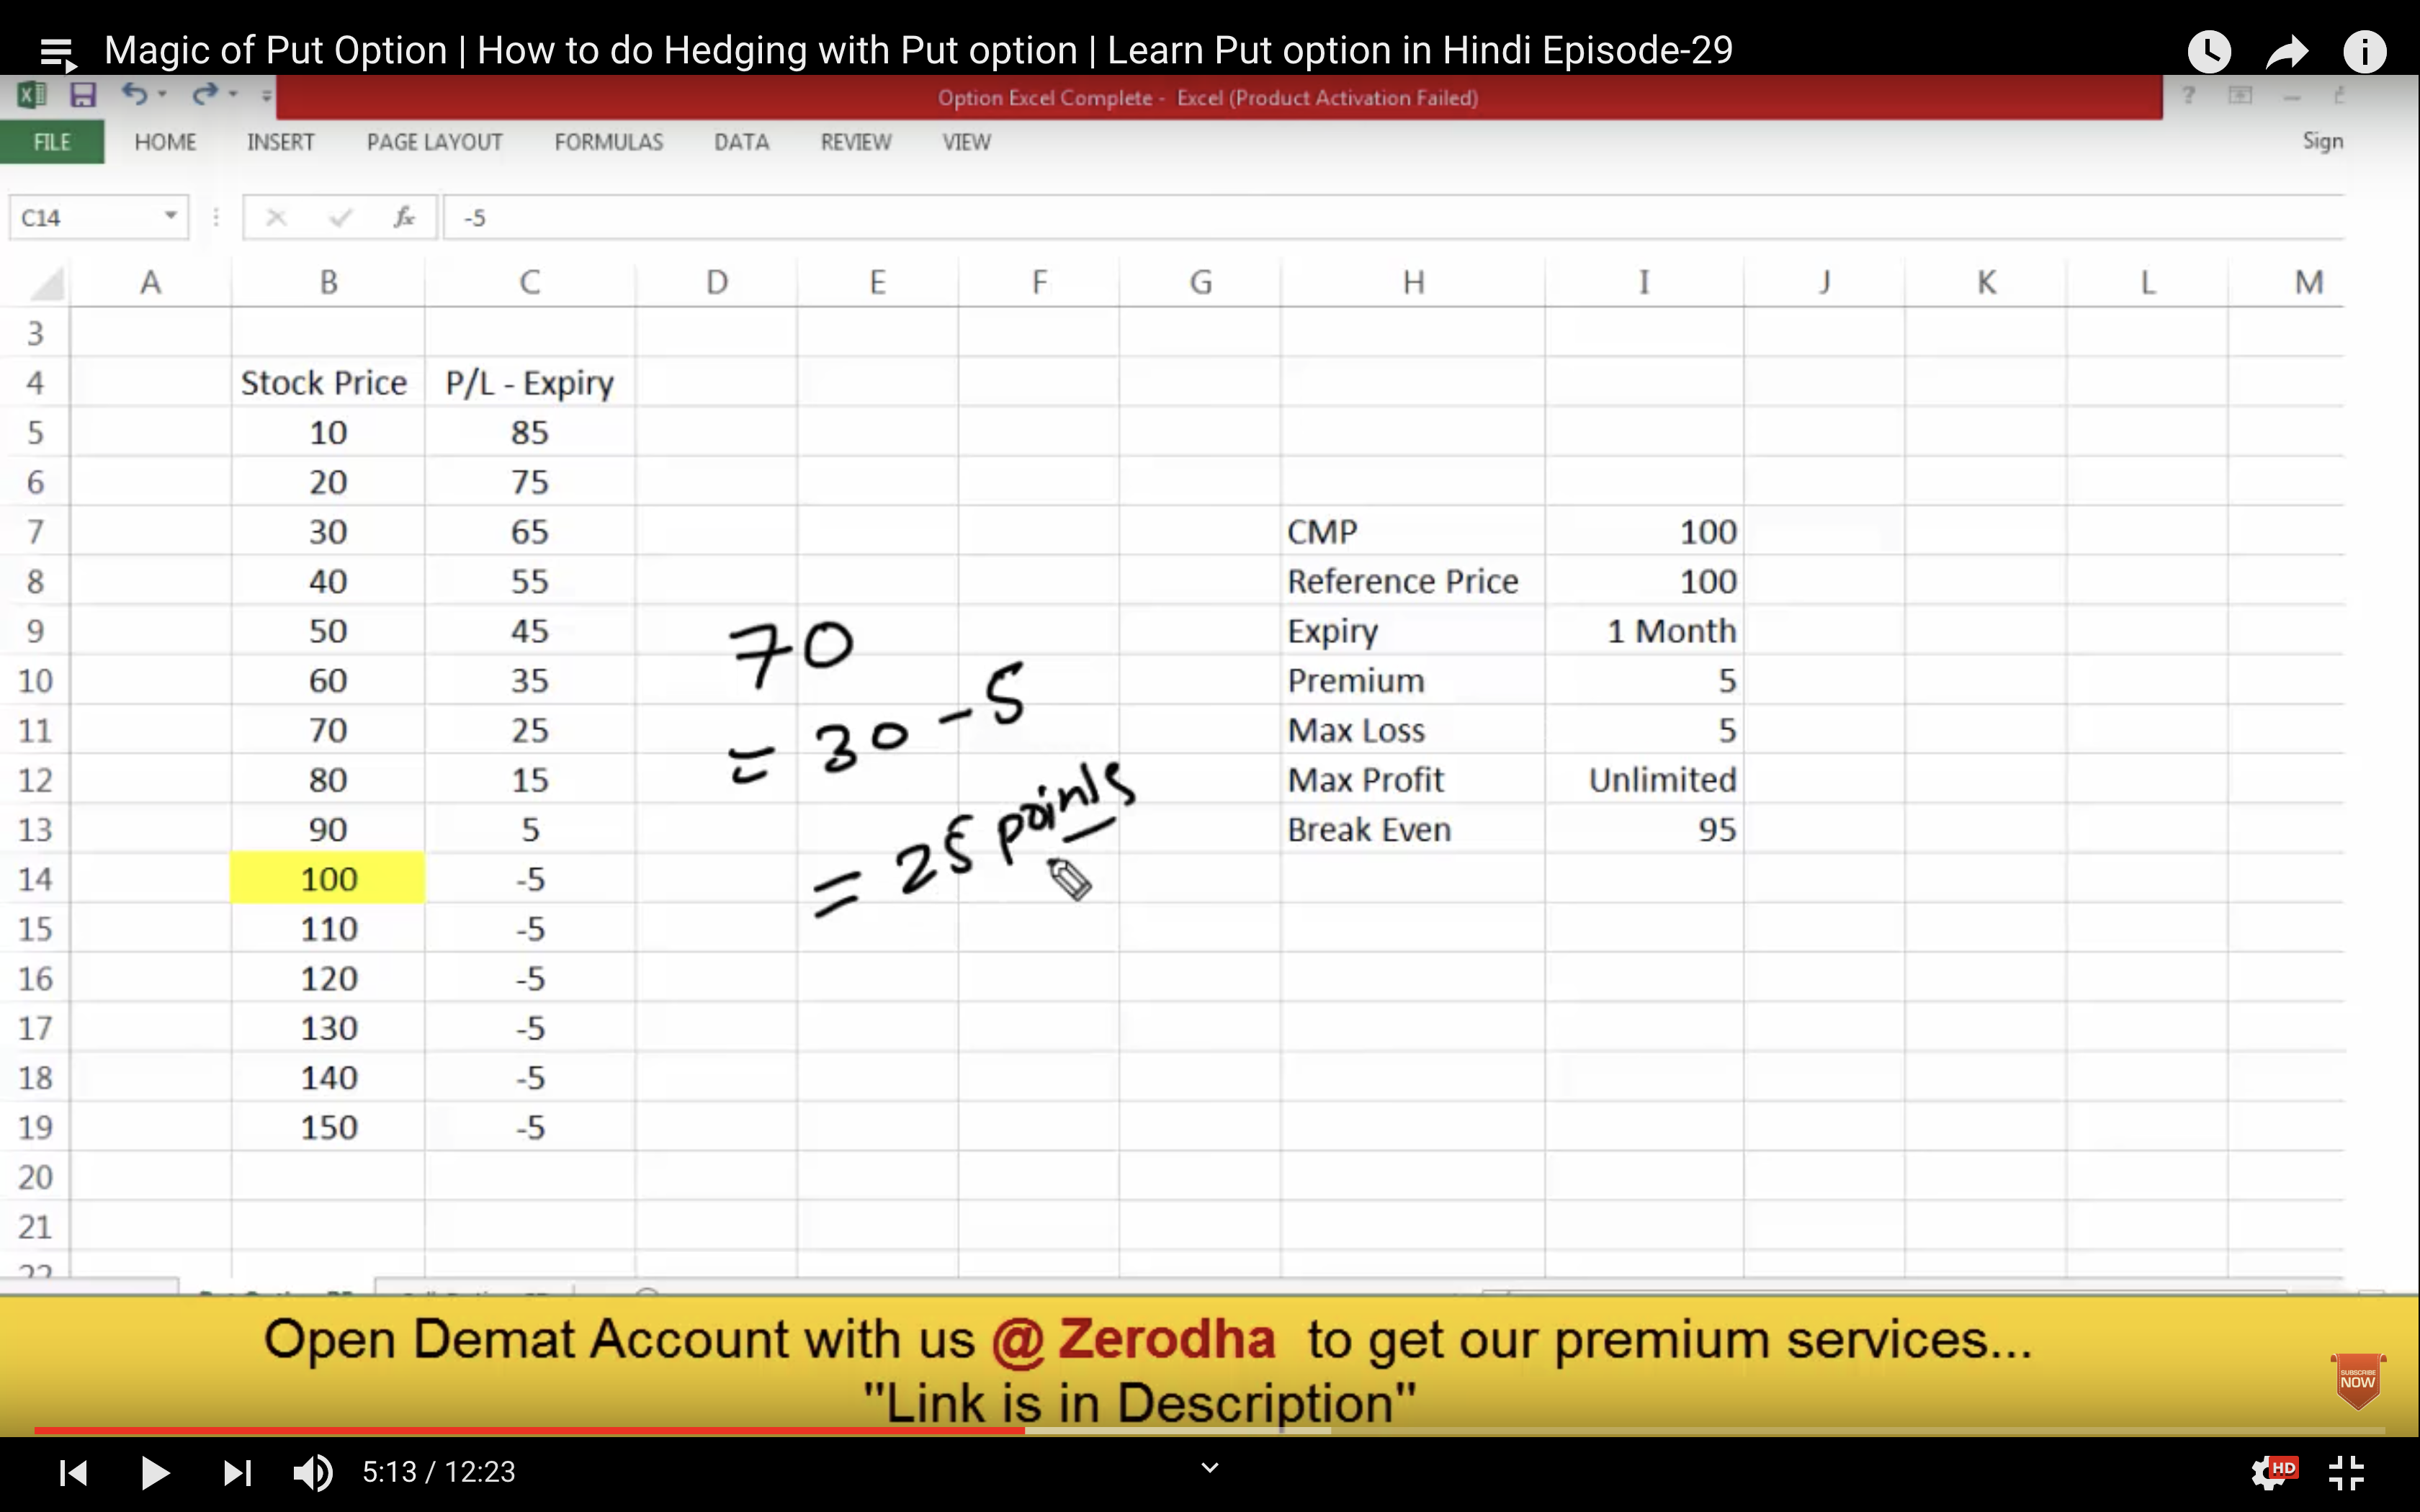 Magic of Put Option | How to do Hedging with Put option | Learn Put option in Hindi Episode-29
Option Excel Complete - Excel (Product Activation Failed)
?
FILE HOME INSERT PAGE LAYOUT FORMULAS DATA REVIEW VIEW Sign
C14 fx -5
A B C D E F G H I J K L M
3
4 Stock Price P/L - Expiry
5 10 85
6 20 75
7 30 65 CMP 100
8 40 55 Reference Price 100
9 50 45 Expiry 1 Month
70
10 60 35 Premium 5
11 70 25 Max Loss 5
= 30 - 5
12 80 15 Max Profit Unlimited
13 90 5 Break Even 95
= 25 points
14 100 -5
15 110 -5
16 120 -5
17 130 -5
18 140 -5
19 150 -5
20
21
22
Open Demat Account with us @ Zerodha to get our premium services...
"Link is in Description"
SUBSCRIBE
NOW
5:13 / 12:23
HD